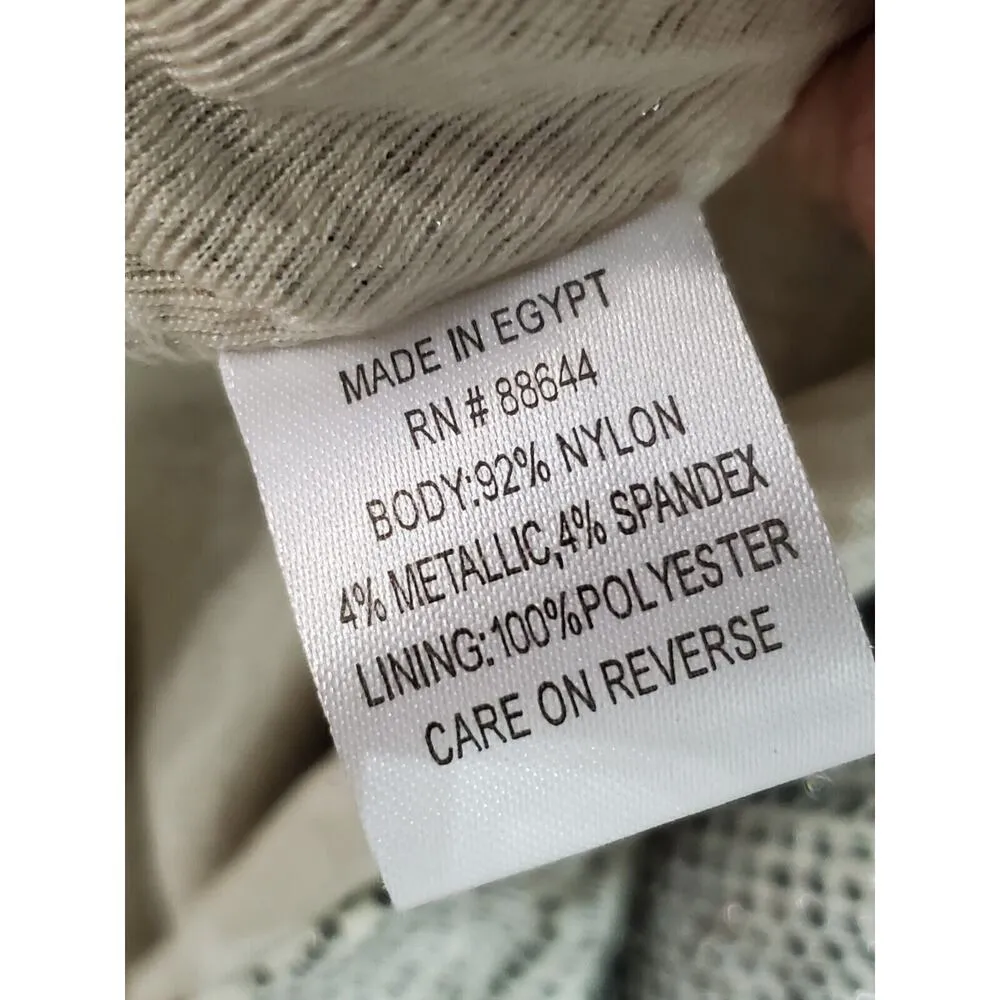 MADE IN EGYPT
RN # 88644
BODY:92% NYLON
4% METALLIC,4% SPANDEX
LINING:100%POLYESTER
CARE ON REVERSE